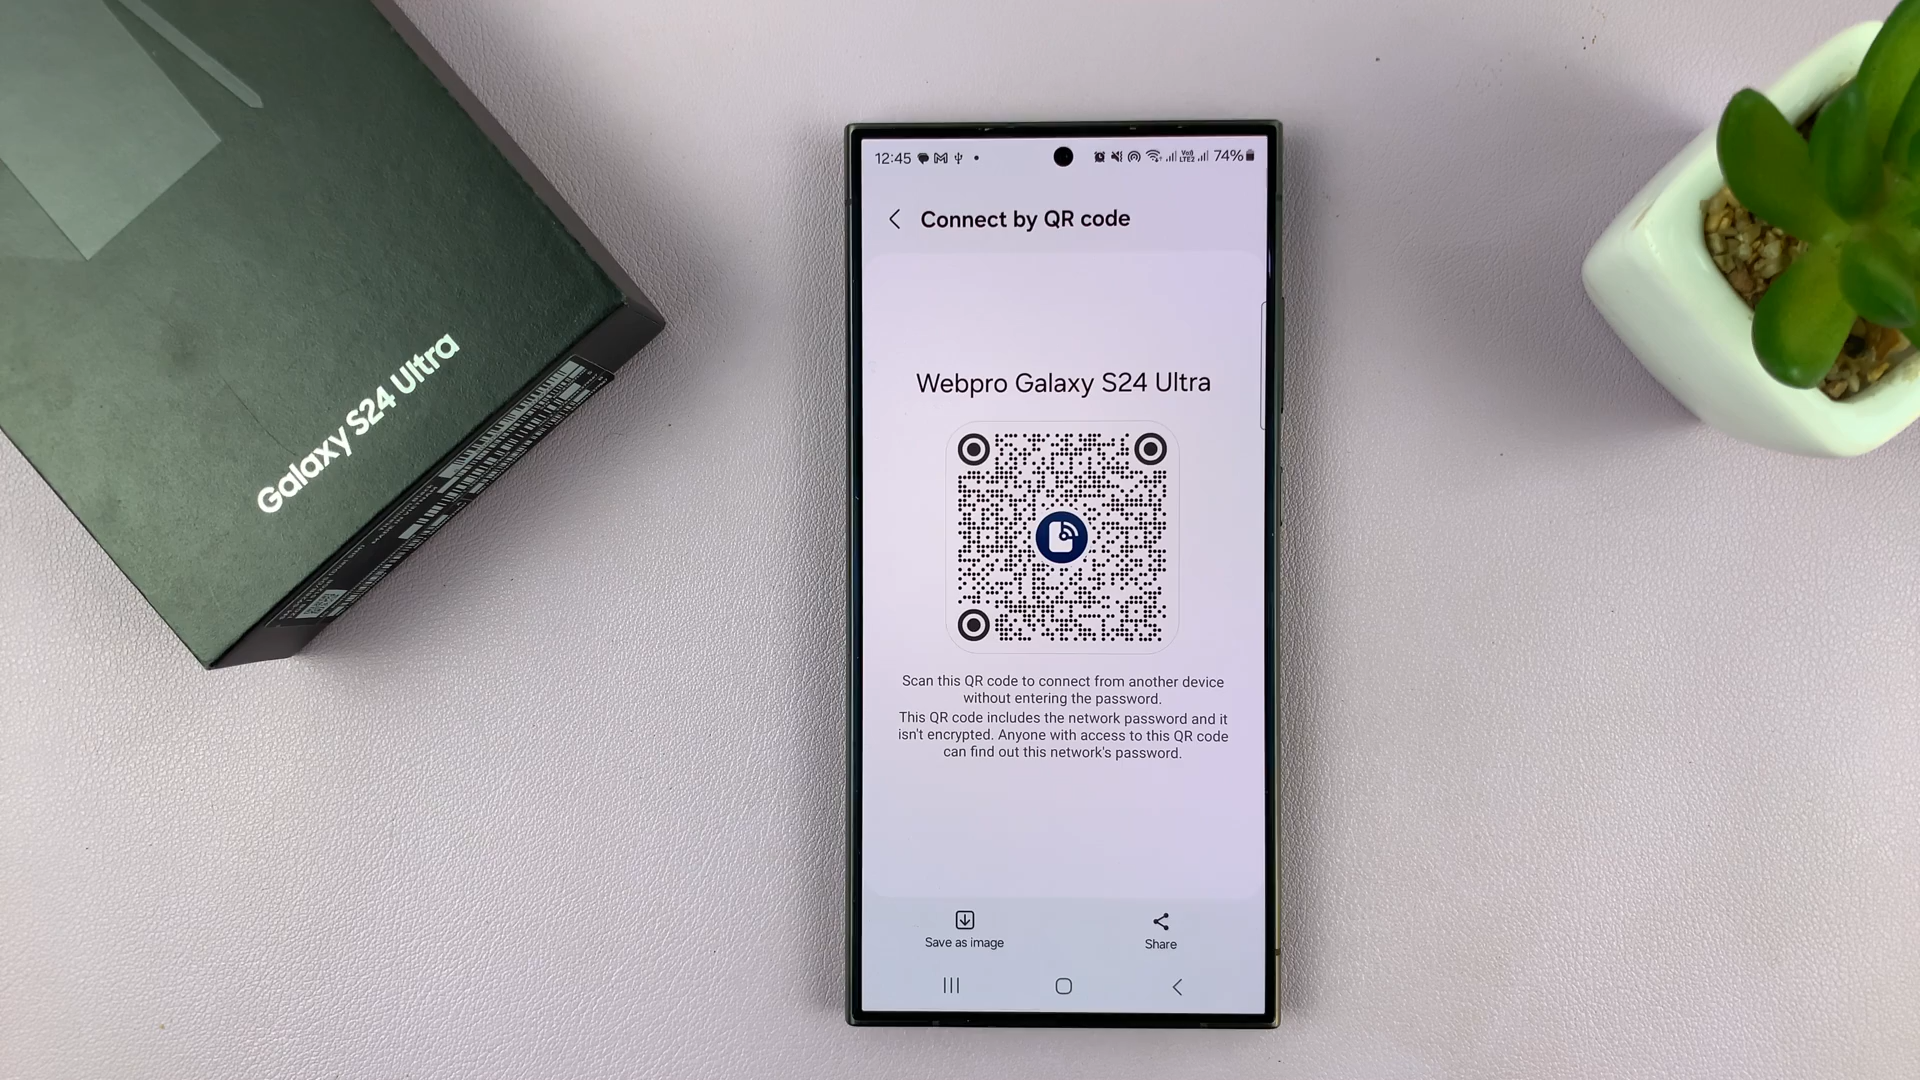 Galaxy S24 Ultra
12:45
74%
Connect by QR code
Webpro Galaxy S24 Ultra
Scan this QR code to connect from another device
without entering the password.
This QR code includes the network password and it
isn't encrypted. Anyone with access to this QR code
can find out this network's password.
Save as image
Share